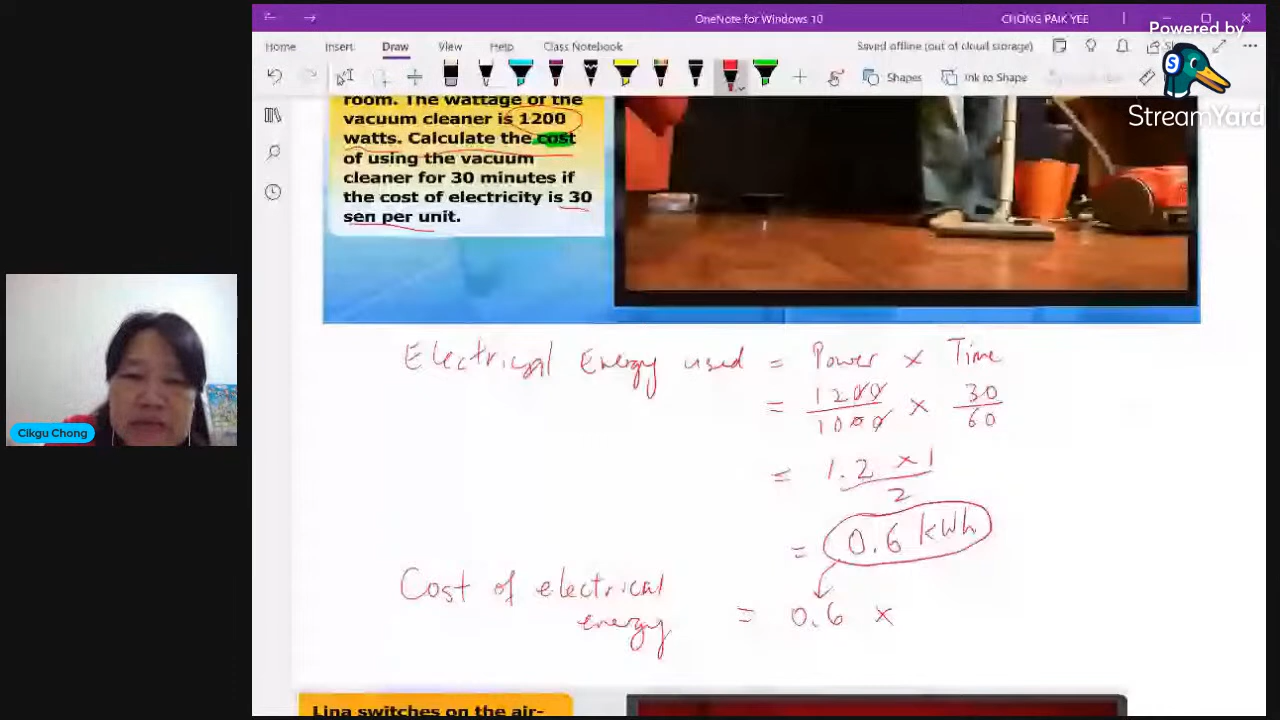 OneNote for Windows 10
CHONG PAIK YEE
Powered by
StreamYard
Home Insert Draw View Help Class Notebook
Saved offline (out of cloud storage)
Shapes
Ink to Shape
room. The wattage of the
vacuum cleaner is 1200
watts. Calculate the cost
of using the vacuum
cleaner for 30 minutes if
the cost of electricity is 30
sen per unit.
Cikgu Chong
Electrical Energy used = Power × Time
= 1200/1000 × 30/60
= 1.2 × 1/2
= 0.6 kWh
Cost of electrical
energy = 0.6 ×
Lina switches on the air-